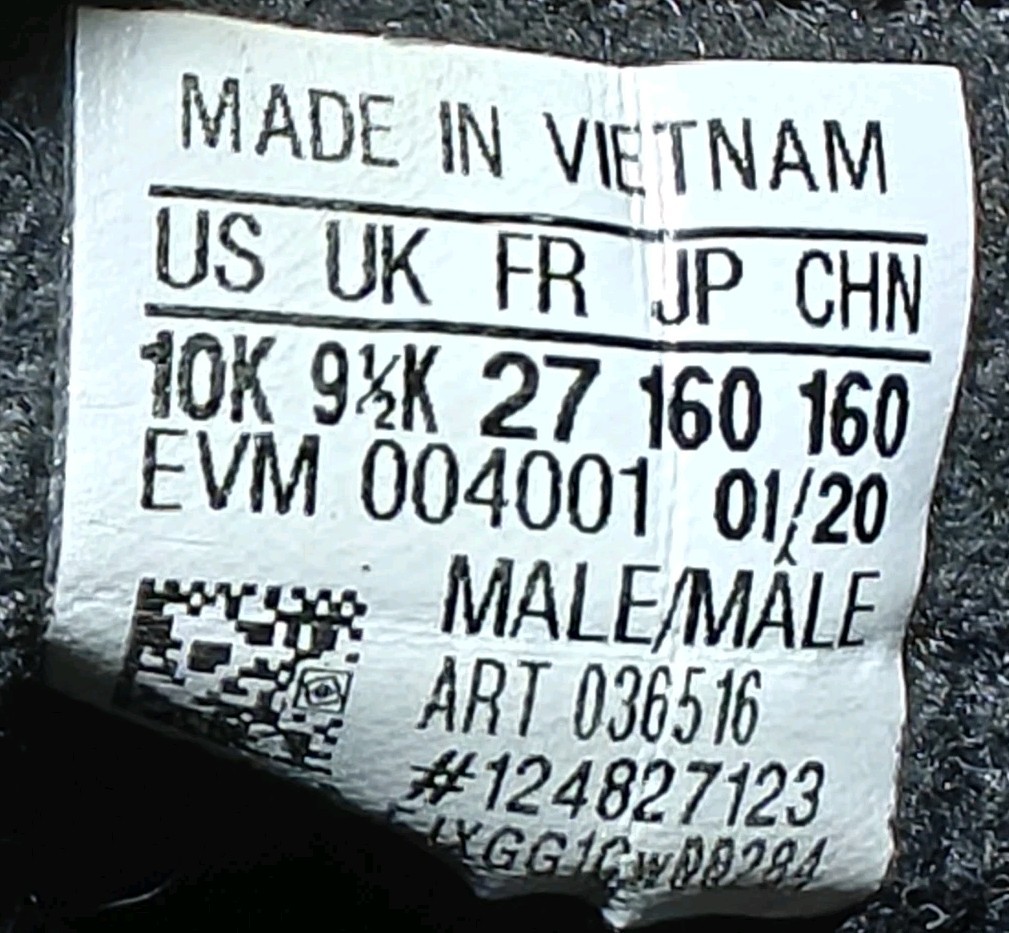 MADE IN VIETNAM
US UK FR JP CHN
10K 9½K 27 160 160
EVM 004001 01/20
MALE/MÂLE
ART 036516
#124827123